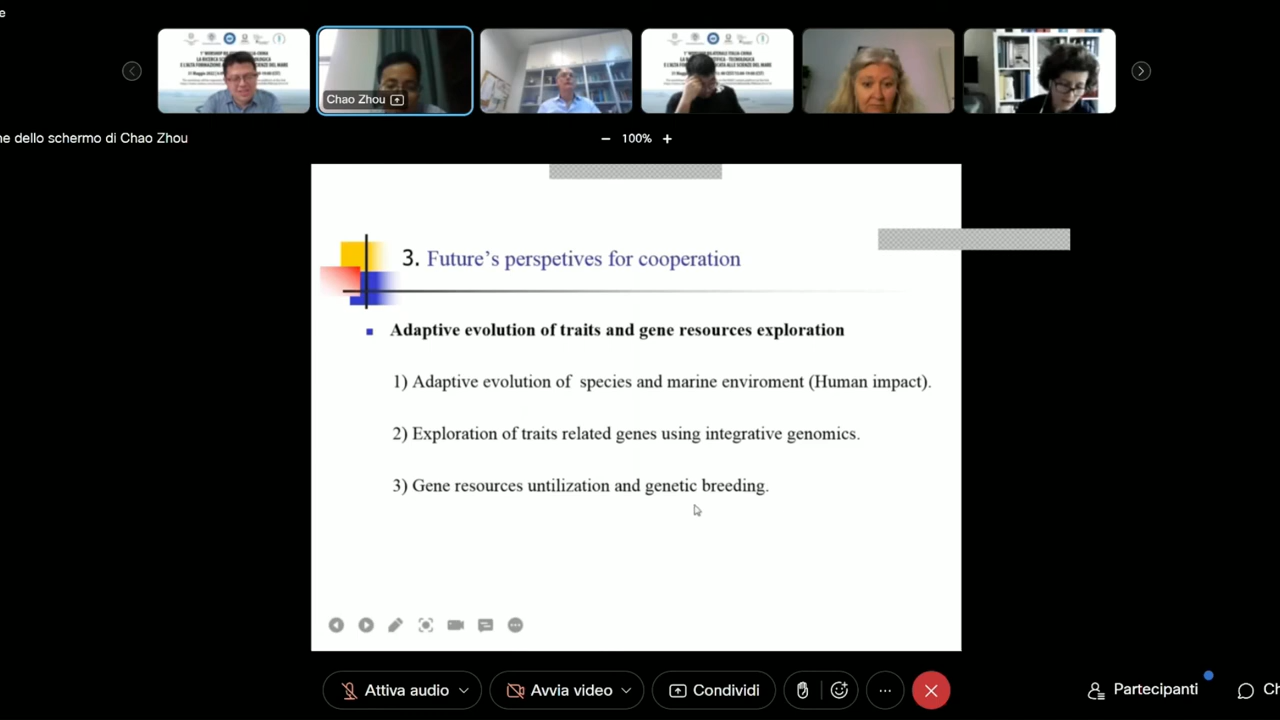 e
Chao Zhou
ne dello schermo di Chao Zhou
100%
3. Future's perspetives for cooperation
Adaptive evolution of traits and gene resources exploration
1) Adaptive evolution of species and marine enviroment (Human impact).
2) Exploration of traits related genes using integrative genomics.
3) Gene resources untilization and genetic breeding.
Attiva audio
Avvia video
Condividi
Partecipanti
Ch